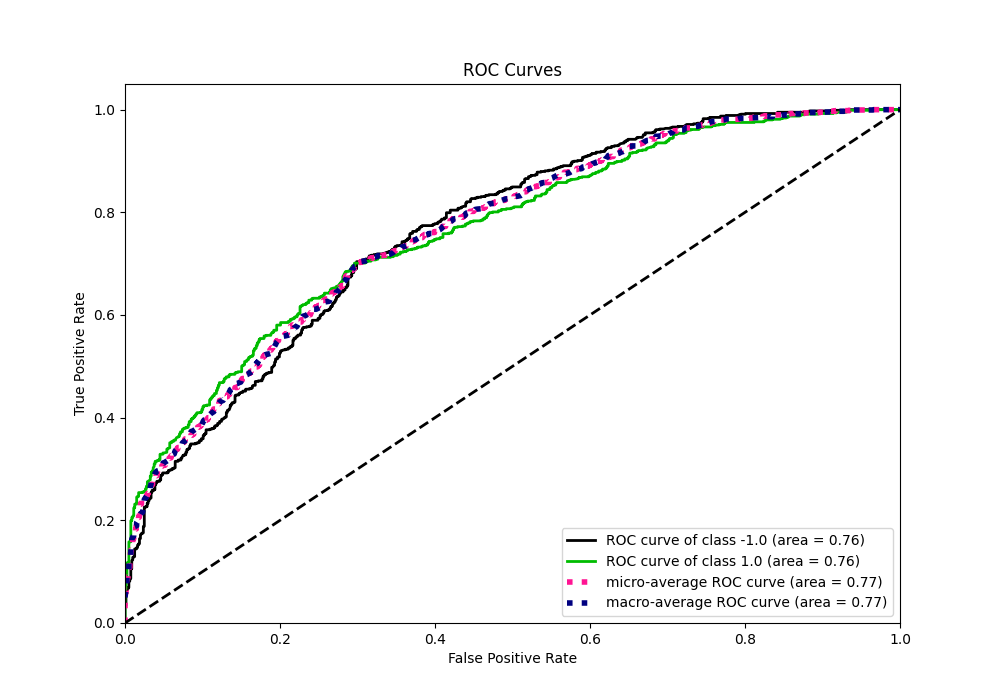 ROC Curves
True Positive Rate
1.0
0.8
0.6
0.4
0.2
0.0
ROC curve of class -1.0 (area = 0.76)
ROC curve of class 1.0 (area = 0.76)
micro-average ROC curve (area = 0.77)
macro-average ROC curve (area = 0.77)
0.0 0.2 0.4 0.6 0.8 1.0
False Positive Rate